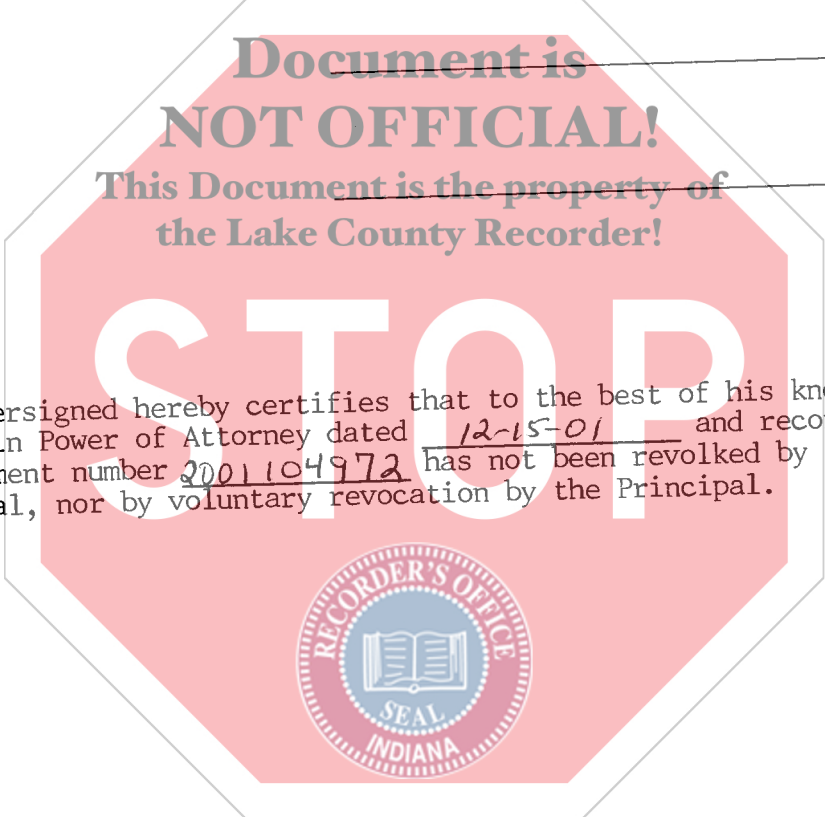 Document is
NOT OFFICIAL!
This Document is the property of
the Lake County Recorder!
STOP
ersigned hereby certifies that to the best of his kn
Power of Attorney dated 12-15-01 and reco
ent number 2001104972 has not been revolked by
al, nor by voluntary revocation by the Principal.
RECORDER'S OFFICE
SEAL
INDIANA